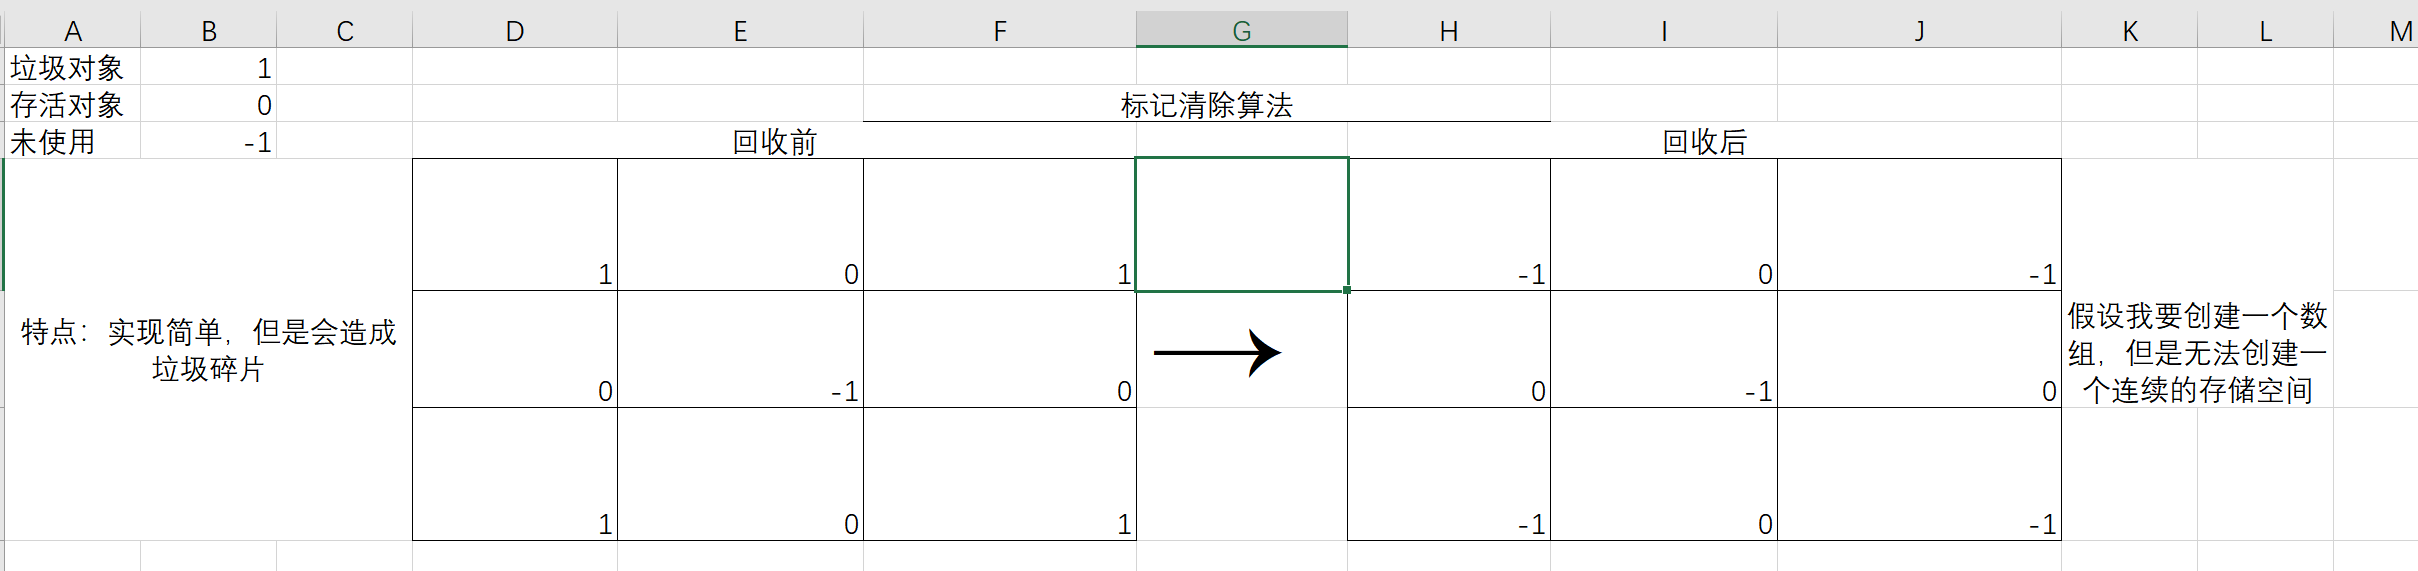 A B C D E F G H I J K L M
垃圾对象 1
存活对象 0 标记清除算法
未使用 -1 回收前 回收后
1 0 1 -1 0 -1
特点：实现简单，但是会造成
垃圾碎片
0 -1 0 → 0 -1 0
假设我要创建一个数
组，但是无法创建一
个连续的存储空间
1 0 1 -1 0 -1